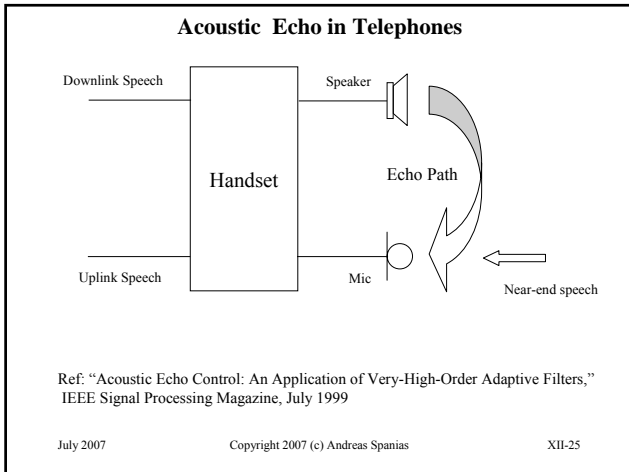 Acoustic Echo in Telephones
Downlink Speech
Speaker
Handset
Echo Path
Uplink Speech
Mic
Near-end speech
Ref: “Acoustic Echo Control: An Application of Very-High-Order Adaptive Filters,”
IEEE Signal Processing Magazine, July 1999
July 2007 Copyright 2007 (c) Andreas Spanias XII-25